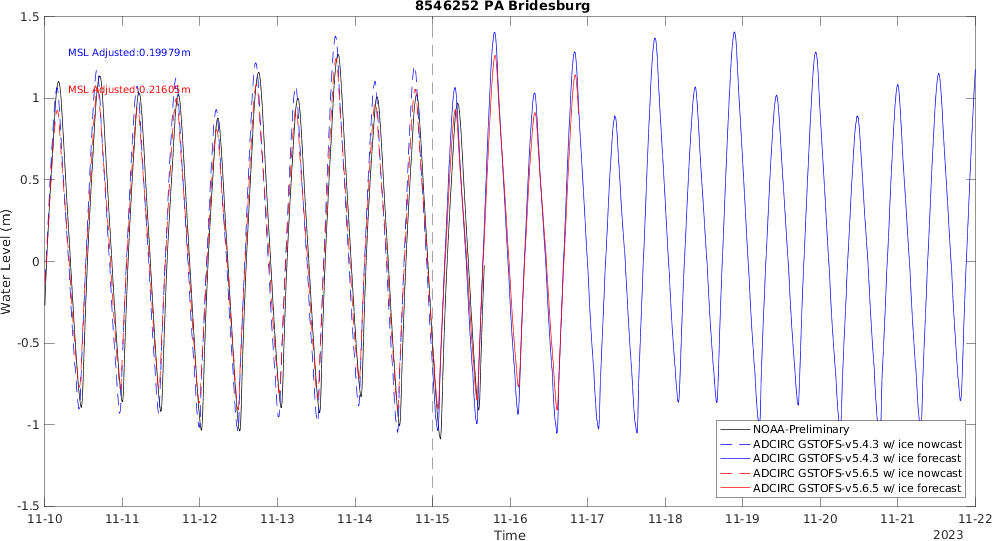 8546252 PA Bridesburg
1.5
1
0.5
0
-0.5
-1
-1.5
Water Level (m)
MSL Adjusted:0.19979m
MSL Adjusted:0.21605m
NOAA-Preliminary
ADCIRC GSTOFS-v5.4.3 w/ ice nowcast
ADCIRC GSTOFS-v5.4.3 w/ ice forecast
ADCIRC GSTOFS-v5.6.5 w/ ice nowcast
ADCIRC GSTOFS-v5.6.5 w/ ice forecast
11-10 11-11 11-12 11-13 11-14 11-15 11-16 11-17 11-18 11-19 11-20 11-21 11-22
Time
2023